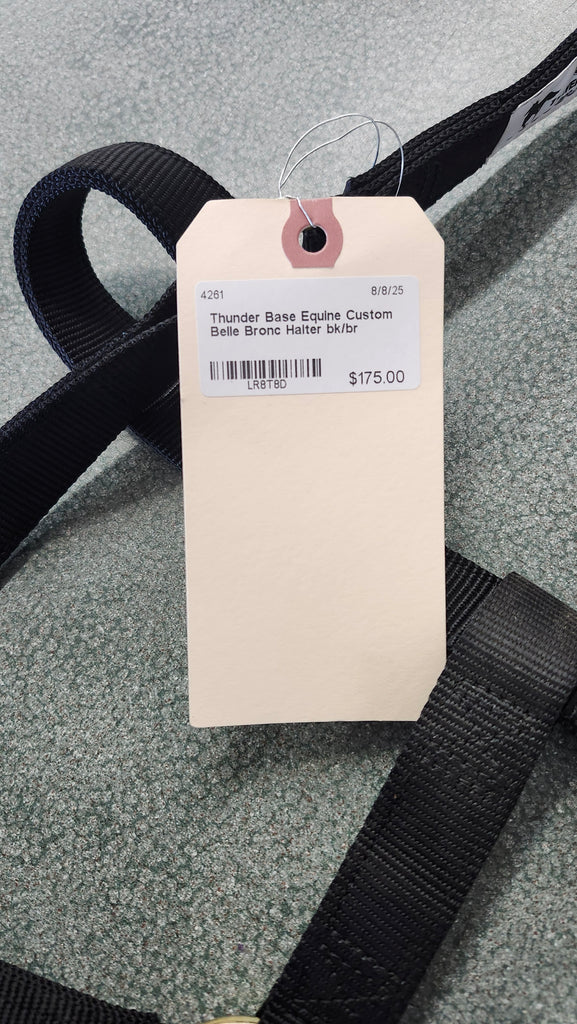 4261 8/8/25
Thunder Base Equine Custom
Belle Bronc Halter bk/br
LR8T8D
$175.00